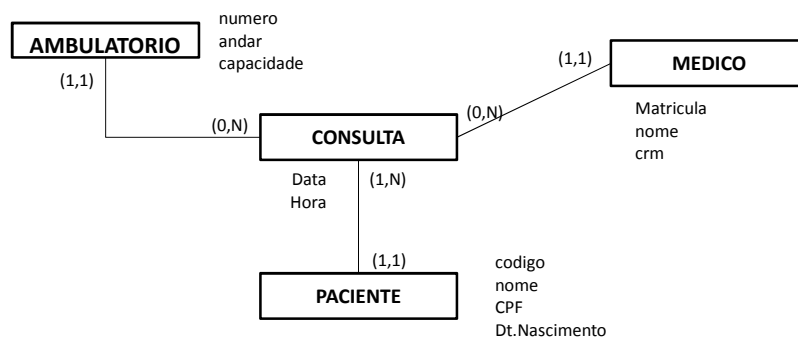 numero
andar
capacidade
AMBULATORIO
(1,1)
(0,N)
CONSULTA
Data
Hora
(1,N)
(0,N)
(1,1)
MEDICO
Matricula
nome
crm
(1,1)
PACIENTE
codigo
nome
CPF
Dt.Nascimento